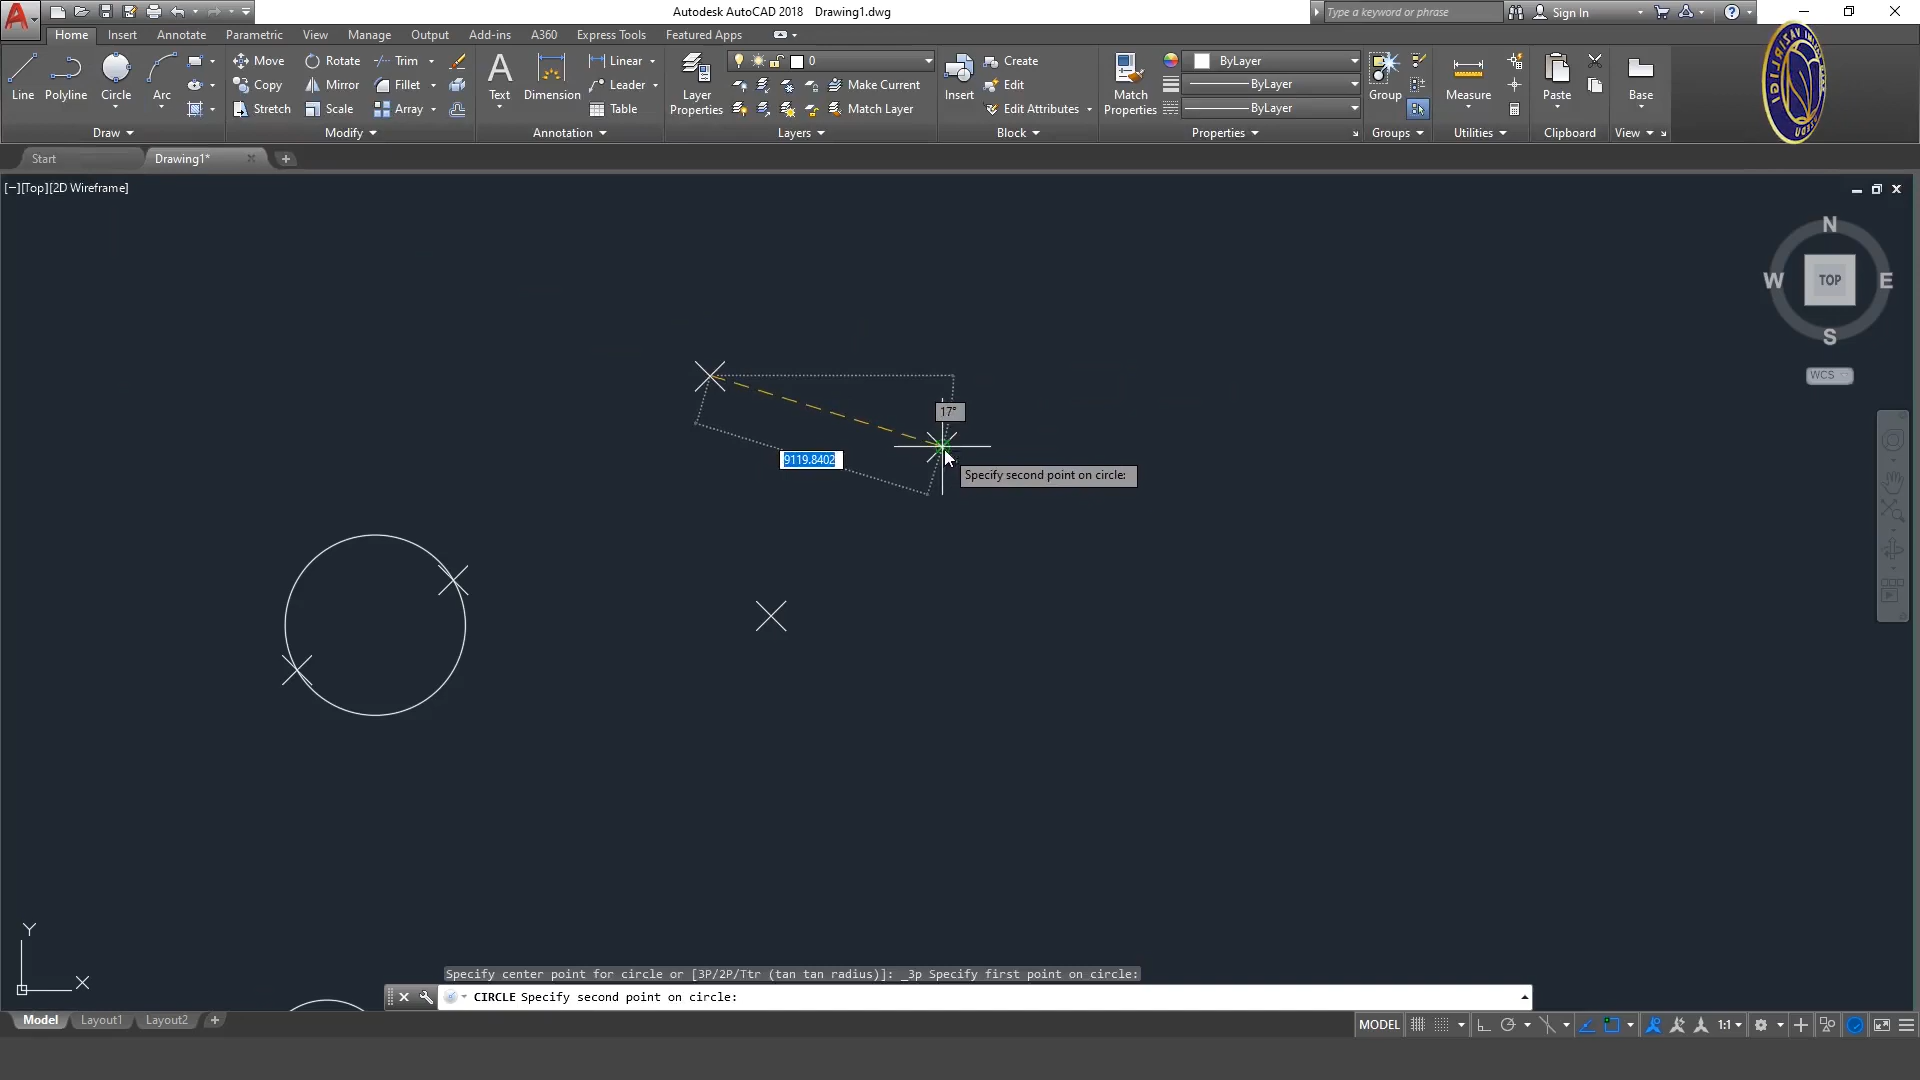 Autodesk AutoCAD 2018 Drawing1.dwg
Type a keyword or phrase
Sign In
Home Insert Annotate Parametric View Manage Output Add-ins A360 Express Tools Featured Apps
Line
Polyline
Circle
Arc
Draw
Move
Copy
Stretch
Rotate
Mirror
Scale
Trim
Fillet
Array
Modify
Text
Dimension
Linear
Leader
Table
Annotation
Layer
Properties
0
Make Current
Match Layer
Layers
Insert
Create
Edit
Edit Attributes
Block
Match
Properties
ByLayer
ByLayer
ByLayer
Properties
Group
Groups
Measure
Utilities
Paste
Clipboard
Base
View
Start
Drawing1*
[−][Top][2D Wireframe]
N
W
TOP
E
S
WCS
17°
9119.8402
Specify second point on circle:
Y
X
Specify center point for circle or [3P/2P/Ttr (tan tan radius)]: _3p Specify first point on circle:
CIRCLE Specify second point on circle:
Model Layout1 Layout2
MODEL
1:1